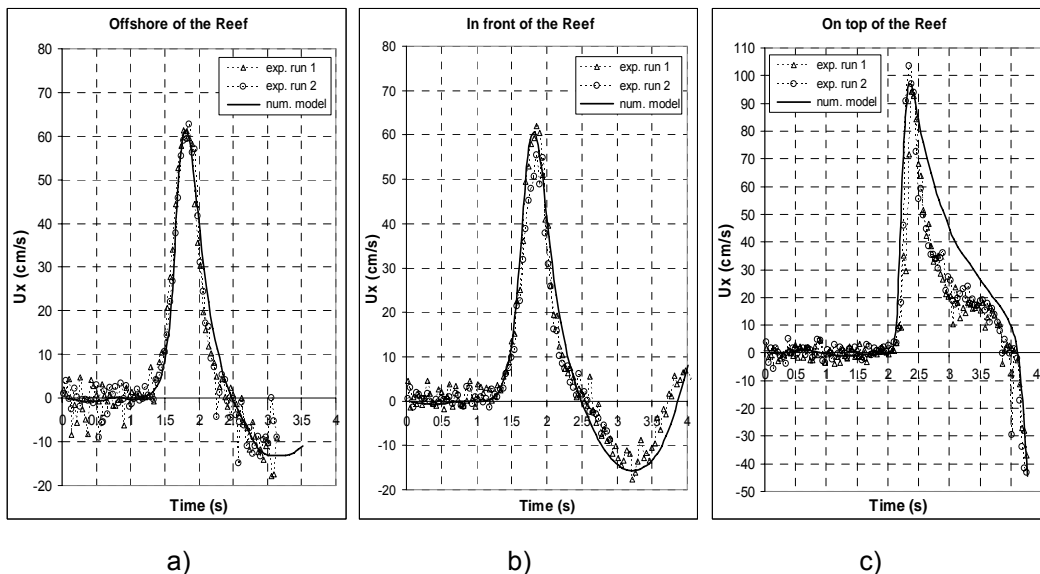 Offshore of the Reef
80
70
60
50
40
30
20
10
0
-10
-20
Ux (cm/s)
exp. run 1
exp. run 2
num. model
0 0.5 1 1.5 2 2.5 3 3.5 4
Time (s)
a)
In front of the Reef
80
70
60
50
40
30
20
10
0
-10
-20
Ux (cm/s)
exp. run 1
exp. run 2
num. model
0 0.5 1 1.5 2 2.5 3 3.5 4
Time (s)
b)
On top of the Reef
110
100
90
80
70
60
50
40
30
20
10
0
-10
-20
-30
-40
-50
Ux (cm/s)
exp. run 1
exp. run 2
num. model
0 0.5 1 1.5 2 2.5 3 3.5 4 4.5
Time (s)
c)